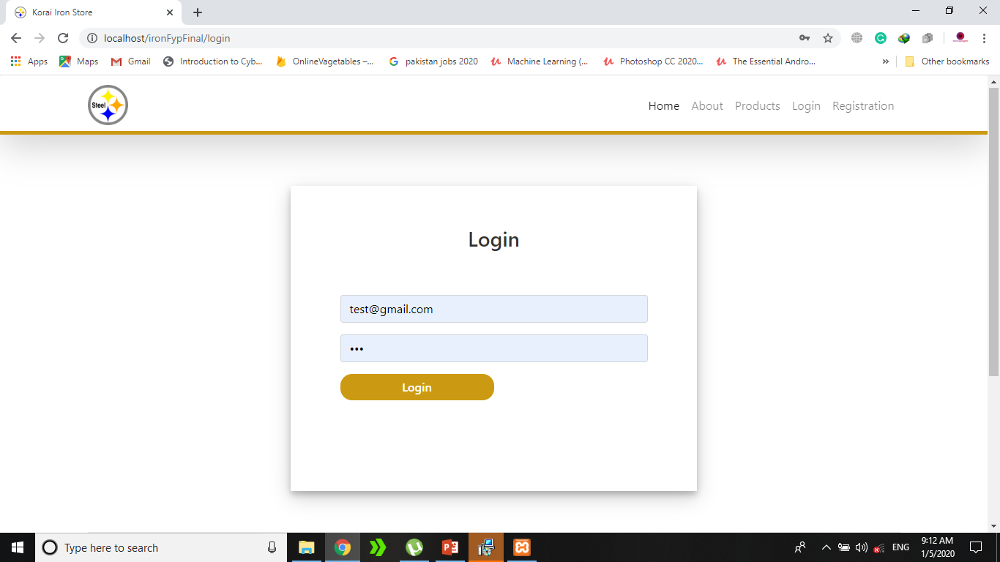 Korai Iron Store
localhost/ironFypFinal/login
Apps Maps Gmail Introduction to Cyb... OnlineVagetables –... pakistan jobs 2020 Machine Learning (... Photoshop CC 2020... The Essential Andro... » Other bookmarks
Steel
Home About Products Login Registration
Login
test@gmail.com
•••
Login
Type here to search
ENG
9:12 AM
1/5/2020